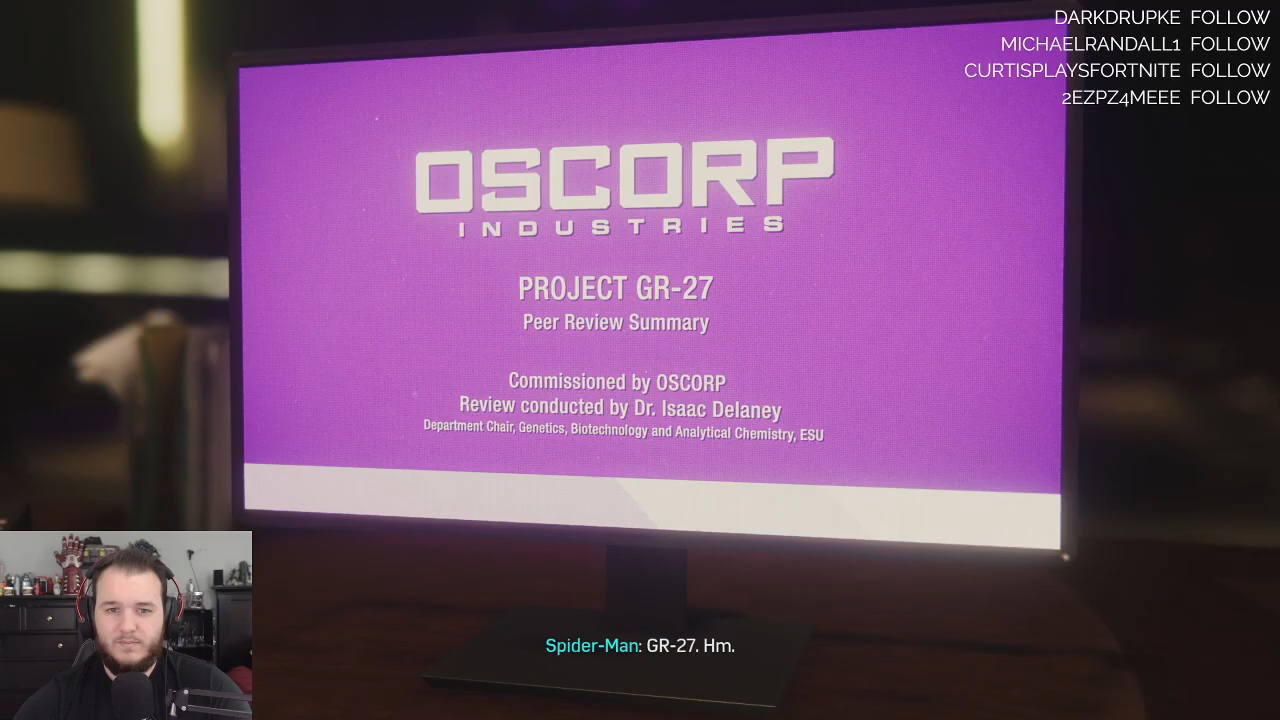 DARKDRUPKE FOLLOW
MICHAELRANDALL1 FOLLOW
CURTISPLAYSFORTNITE FOLLOW
2EZPZ4MEEE FOLLOW
OSCORP
INDUSTRIES
PROJECT GR-27
Peer Review Summary
Commissioned by OSCORP
Review conducted by Dr. Isaac Delaney
Department Chair, Genetics, Biotechnology and Analytical Chemistry, ESU
Spider-Man: GR-27. Hm.